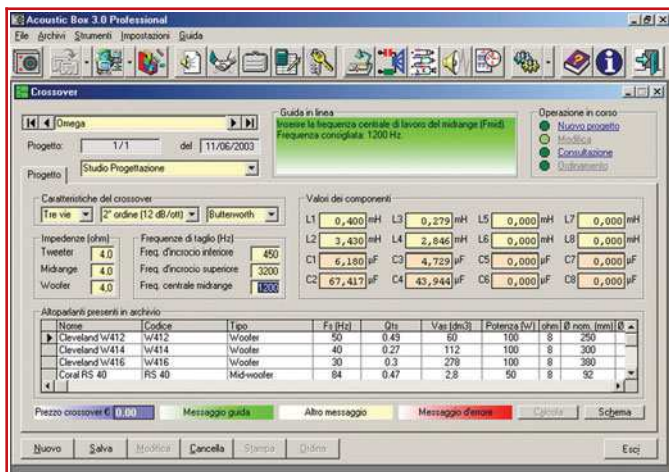 Acoustic Box 3.0 Professional
File Archivi Strumenti Impostazioni Guida
Crossover
Omega
Progetto: 1/1 del 11/06/2003
Progetto
Studio Progettazione
Guida in linea
Inserire la frequenza centrale di lavoro del midrange (Fmid).
Frequenza consigliata: 1200 Hz.
Operazione in corso
Nuovo progetto
Modifica
Consultazione
Ordinamento
Caratteristiche del crossover
Tre vie 2° ordine (12 dB/ott) Butterworth
Impedenze (ohm)
Tweeter 4.0
Midrange 4.0
Woofer 4.0
Frequenze di taglio (Hz)
Freq. d'incrocio inferiore 450
Freq. d'incrocio superiore 3200
Freq. centrale midrange 1200
Valori dei componenti
L1 0,400 mH L3 0,279 mH L5 0,000 mH L7 0,000 mH
L2 3,430 mH L4 2,846 mH L6 0,000 mH L8 0,000 mH
C1 6,180 µF C3 4,729 µF C5 0,000 µF C7 0,000 µF
C2 67,417 µF C4 43,944 µF C6 0,000 µF C8 0,000 µF
Altoparlanti presenti in archivio
Nome Codice Tipo Fs (Hz) Qts Vas (dm3) Potenza (W) ohm Ø nom. (mm) Ø
Cleveland W412 W412 Woofer 50 0.49 60 100 8 250
Cleveland W414 W414 Woofer 40 0.27 112 100 8 300
Cleveland W416 W416 Woofer 30 0.3 278 100 8 380
Coral RS 40 RS 40 Mid-woofer 84 0.47 2,8 50 8 92
Prezzo crossover € 0,00 Messaggio guida Altro messaggio Messaggio d'errore Calcola Schema
Nuovo Salva Modifica Cancella Stampa Ordina Esci